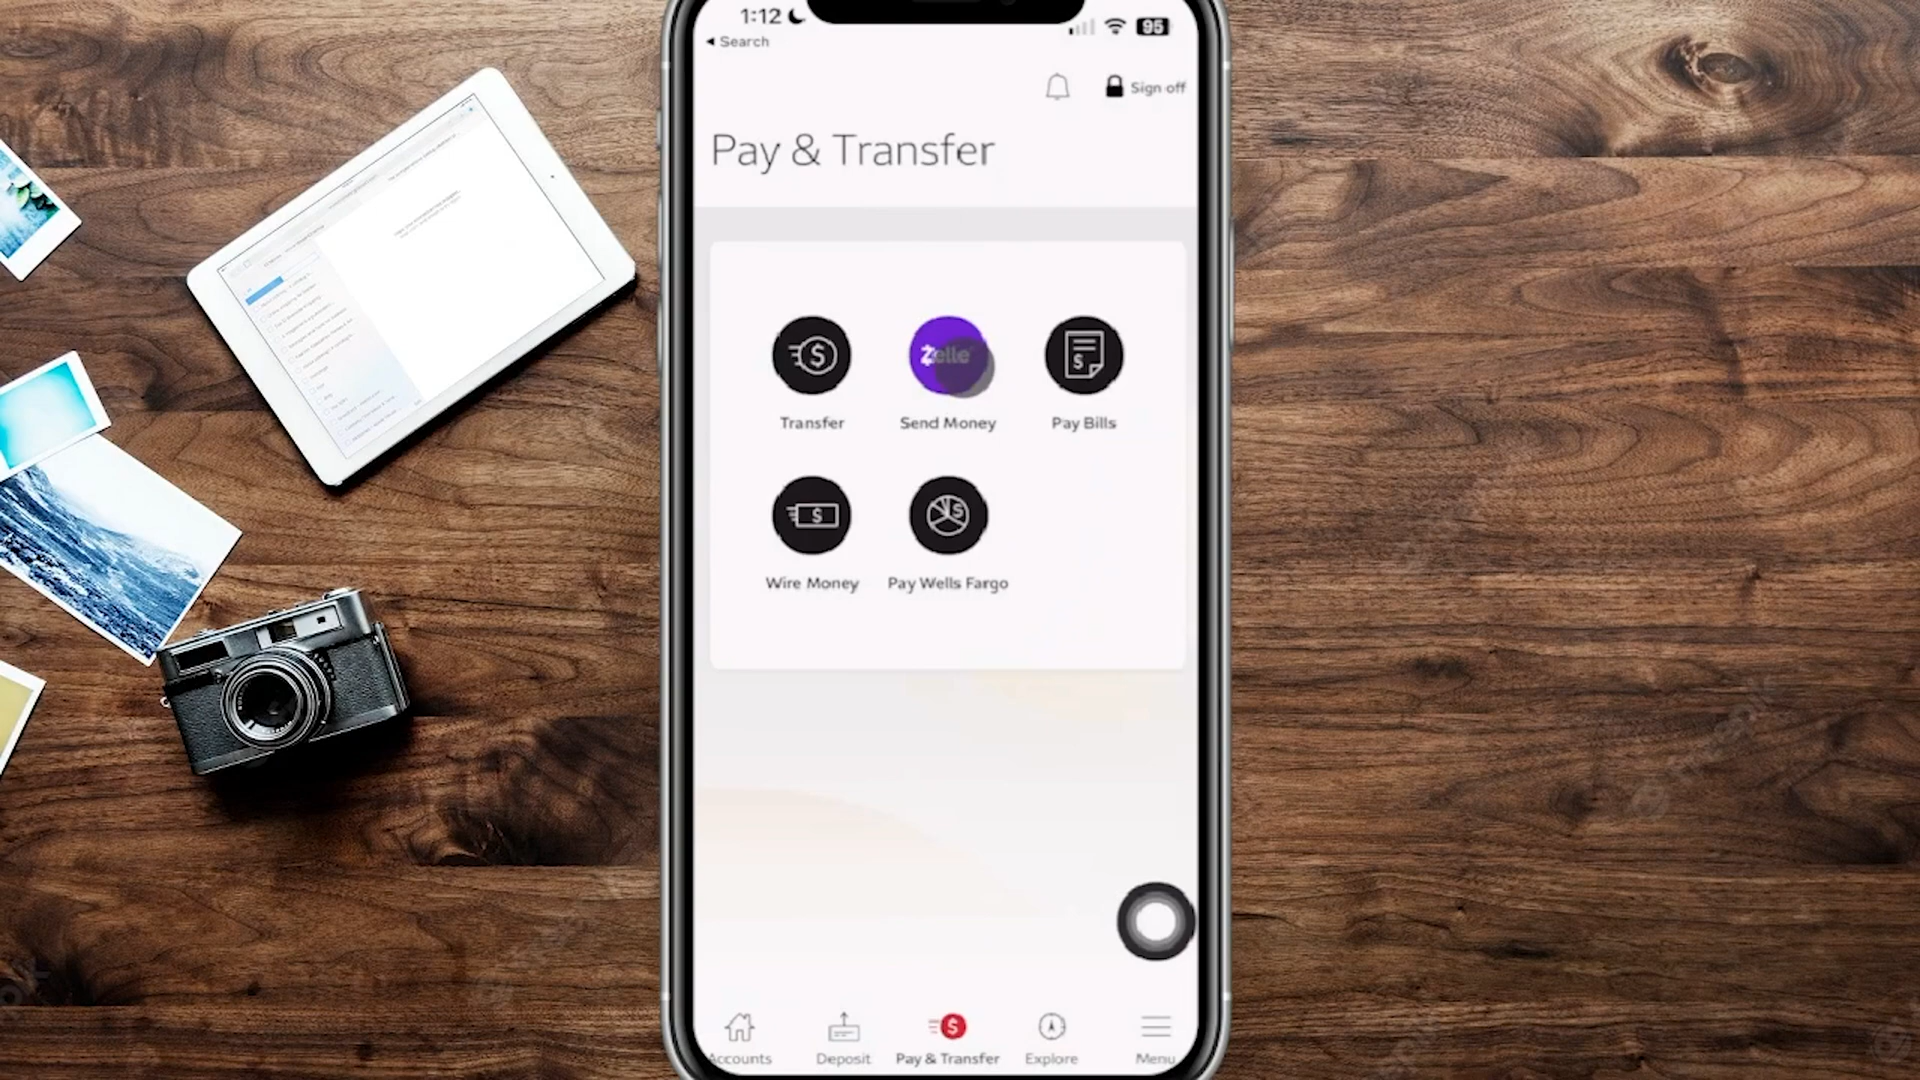 1:12
95
Search
Sign off
Pay & Transfer
Zelle
Transfer
Send Money
Pay Bills
Wire Money
Pay Wells Fargo
Accounts
Deposit
Pay & Transfer
Explore
Menu